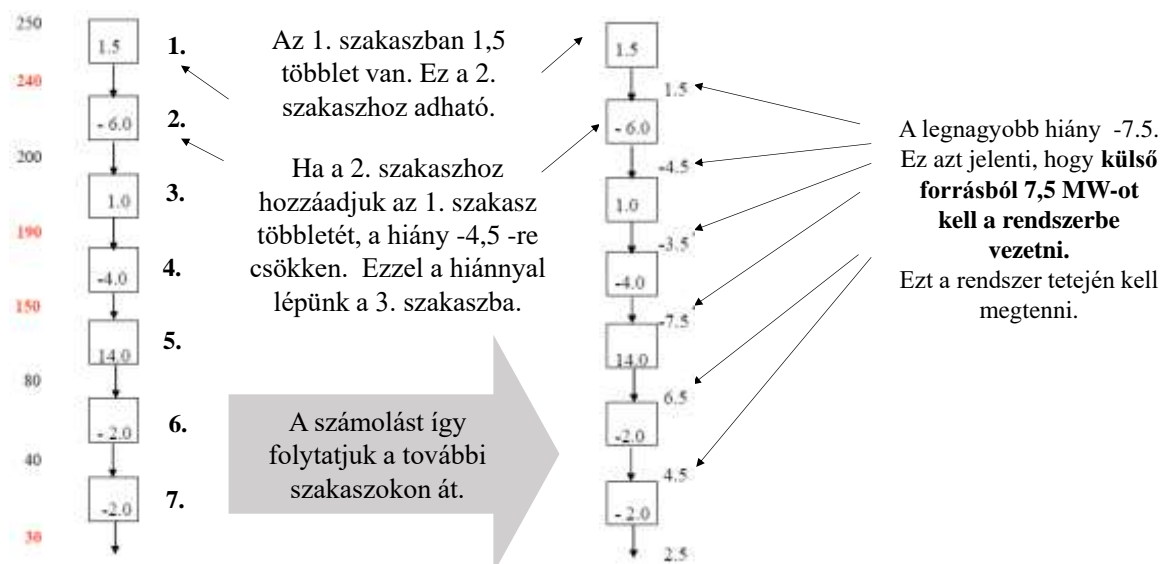 250
240
200
190
150
80
40
30
1.5
- 6.0
1.0
-4.0
14.0
- 2.0
-2.0
1.
2.
3.
4.
5.
6.
7.
Az 1. szakaszban 1,5
többlet van. Ez a 2.
szakaszhoz adható.
Ha a 2. szakaszhoz
hozzáadjuk az 1. szakasz
többletét, a hiány -4,5 -re
csökken. Ezzel a hiánnyal
lépünk a 3. szakaszba.
A számolást így
folytatjuk a további
szakaszokon át.
1.5
1.5
- 6.0
-4.5
1.0
-3.5
-4.0
-7.5
14.0
6.5
-2.0
4.5
- 2.0
2.5
A legnagyobb hiány -7.5.
Ez azt jelenti, hogy külső
forrásból 7,5 MW-ot
kell a rendszerbe
vezetni.
Ezt a rendszer tetején kell
megtenni.